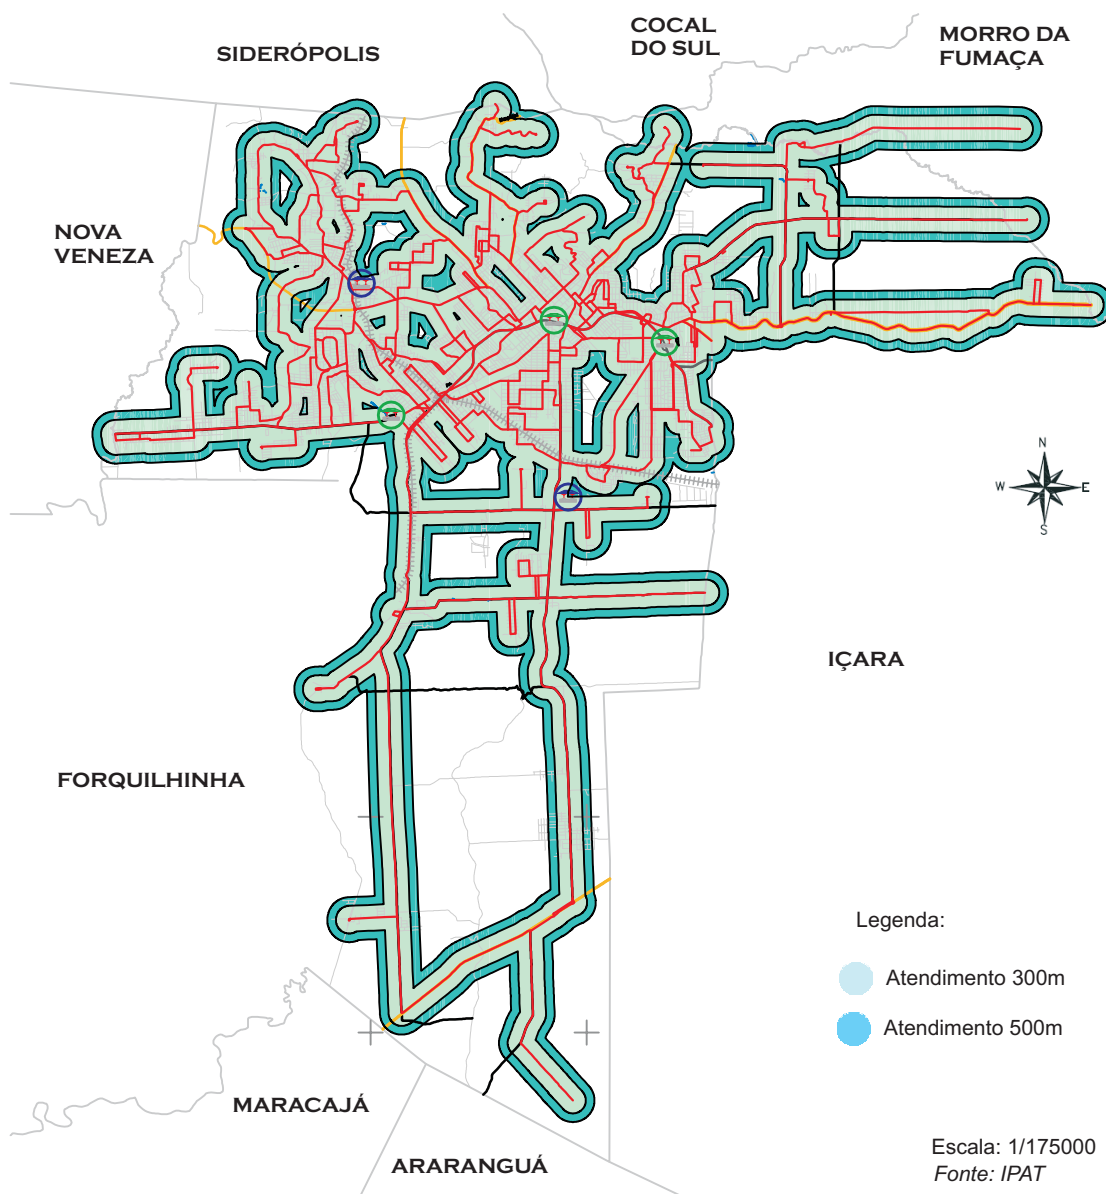 COCAL
DO SUL
MORRO DA
FUMAÇA
SIDERÓPOLIS
NOVA
VENEZA
N
W
E
S
IÇARA
FORQUILHINHA
Legenda:
Atendimento 300m
Atendimento 500m
MARACAJÁ
ARARANGUÁ
Escala: 1/175000
Fonte: IPAT